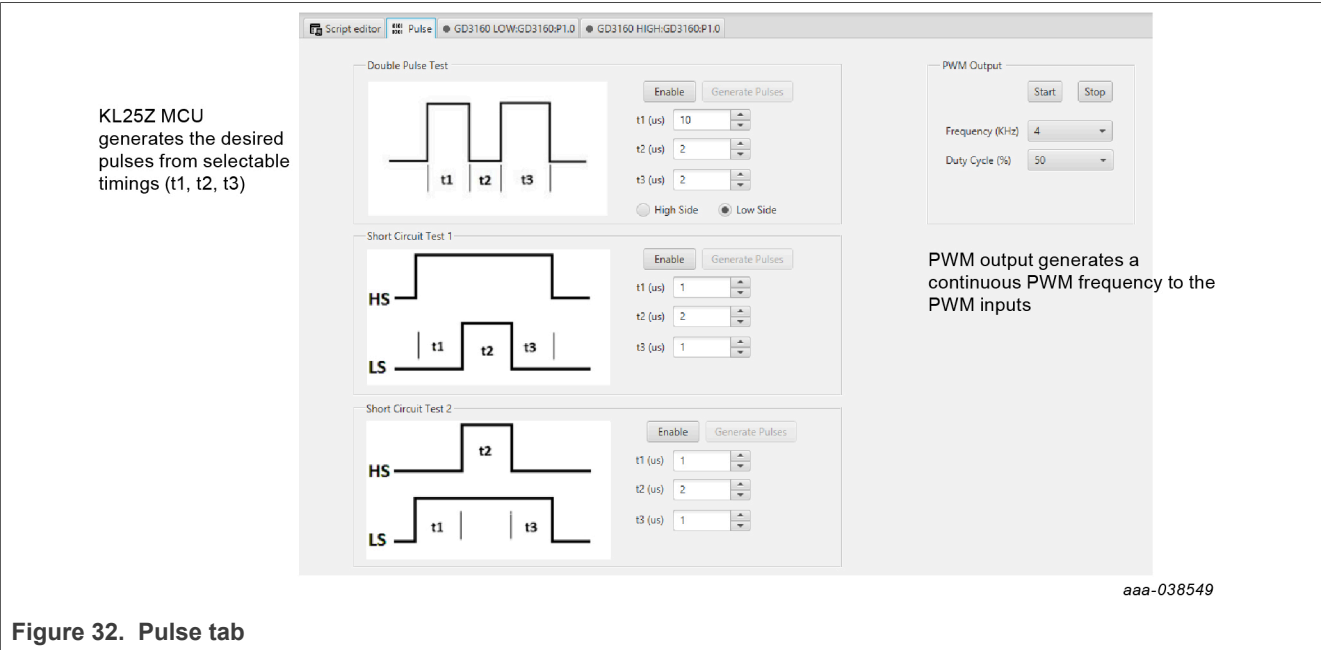 Script editor
Pulse
GD3160 LOW:GD3160:P1.0
GD3160 HIGH:GD3160:P1.0
KL25Z MCU
generates the desired
pulses from selectable
timings (t1, t2, t3)
Double Pulse Test
t1 t2 t3
Enable Generate Pulses
t1 (us) 10
t2 (us) 2
t3 (us) 2
High Side Low Side
Short Circuit Test 1
HS
t1 t2 t3
LS
Enable Generate Pulses
t1 (us) 1
t2 (us) 2
t3 (us) 1
Short Circuit Test 2
t2
HS
t1 t3
LS
Enable Generate Pulses
t1 (us) 1
t2 (us) 2
t3 (us) 1
PWM Output
Start Stop
Frequency (KHz) 4
Duty Cycle (%) 50
PWM output generates a
continuous PWM frequency to the
PWM inputs
aaa-038549
Figure 32. Pulse tab